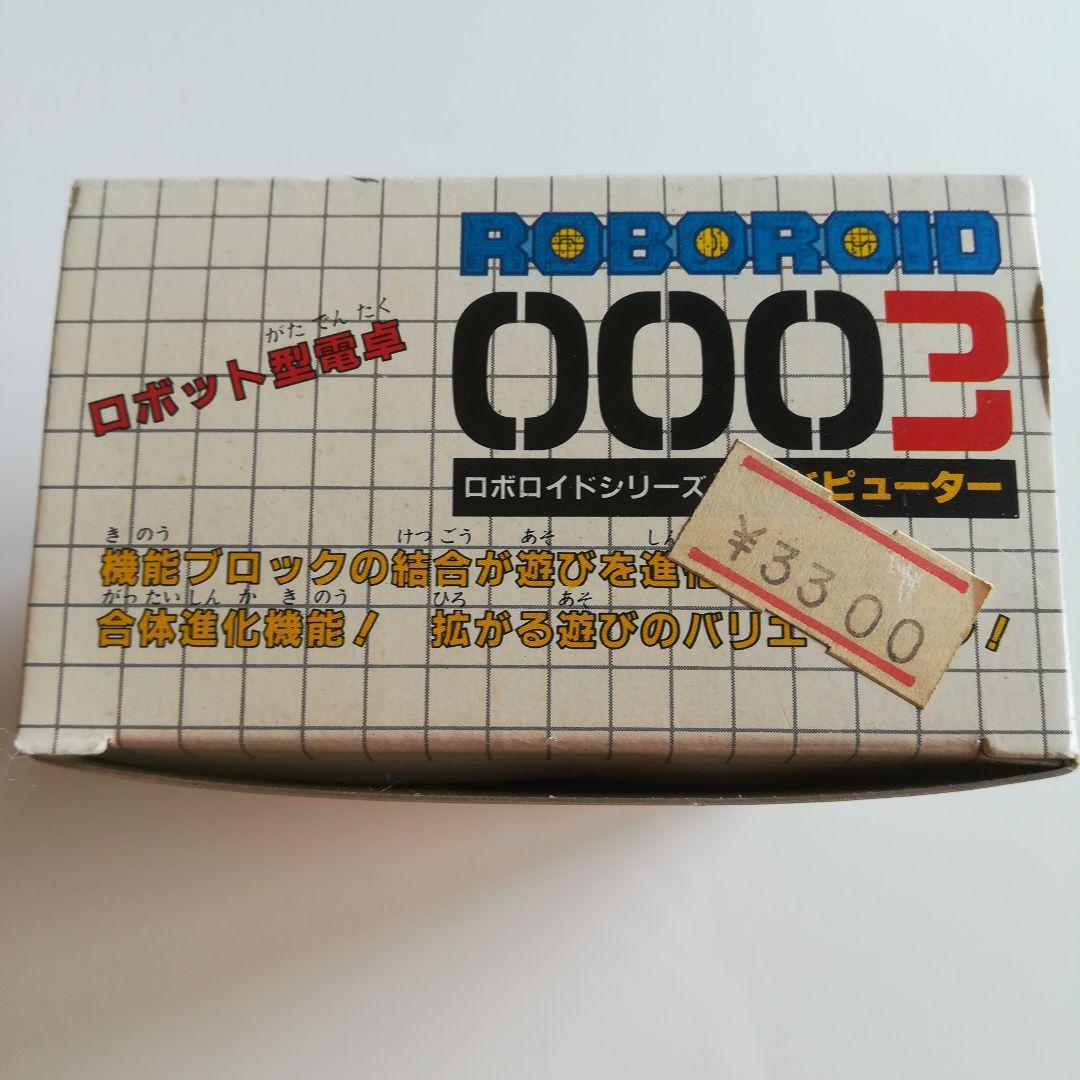 ROBOROID
0003
がた でん たく
ロボット型電卓
ロボロイドシリーズ ピューター
き のう けつ ごう あそ しん
機能ブロックの結合が遊びを進化
がっ たい しん か き のう ひろ あそ
合体進化機能! 拡がる遊びのバリエ !
¥3300